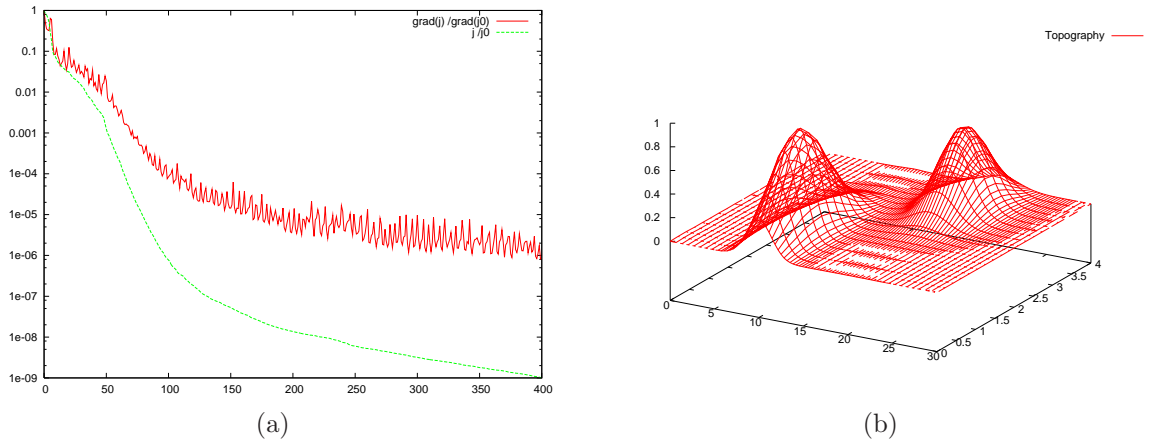 1
grad(j) /grad(j0)
j /j0
0.1
0.01
0.001
1e-04
1e-05
1e-06
1e-07
1e-08
1e-09
0 50 100 150 200 250 300 350 400
(a)
Topography
1
0.8
0.6
0.4
0.2
0
0 5 10 15 20 25 30
0 0.5 1 1.5 2 2.5 3 3.5 4
(b)